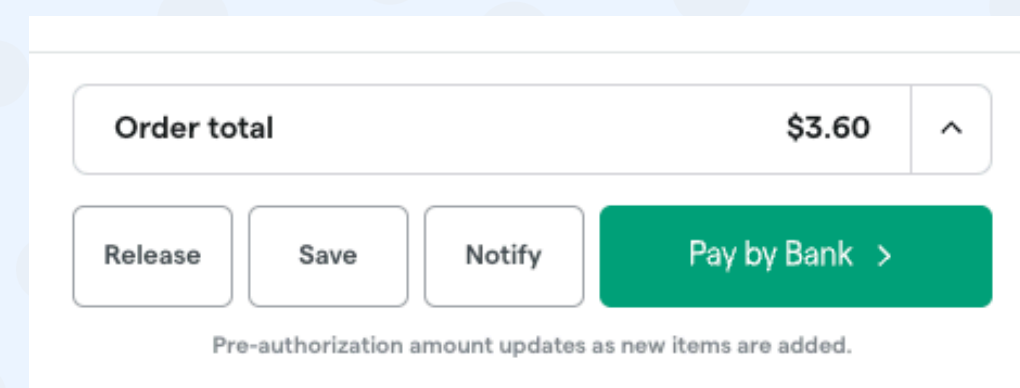 Order total $3.60
Release Save Notify Pay by Bank
Pre-authorization amount updates as new items are added.